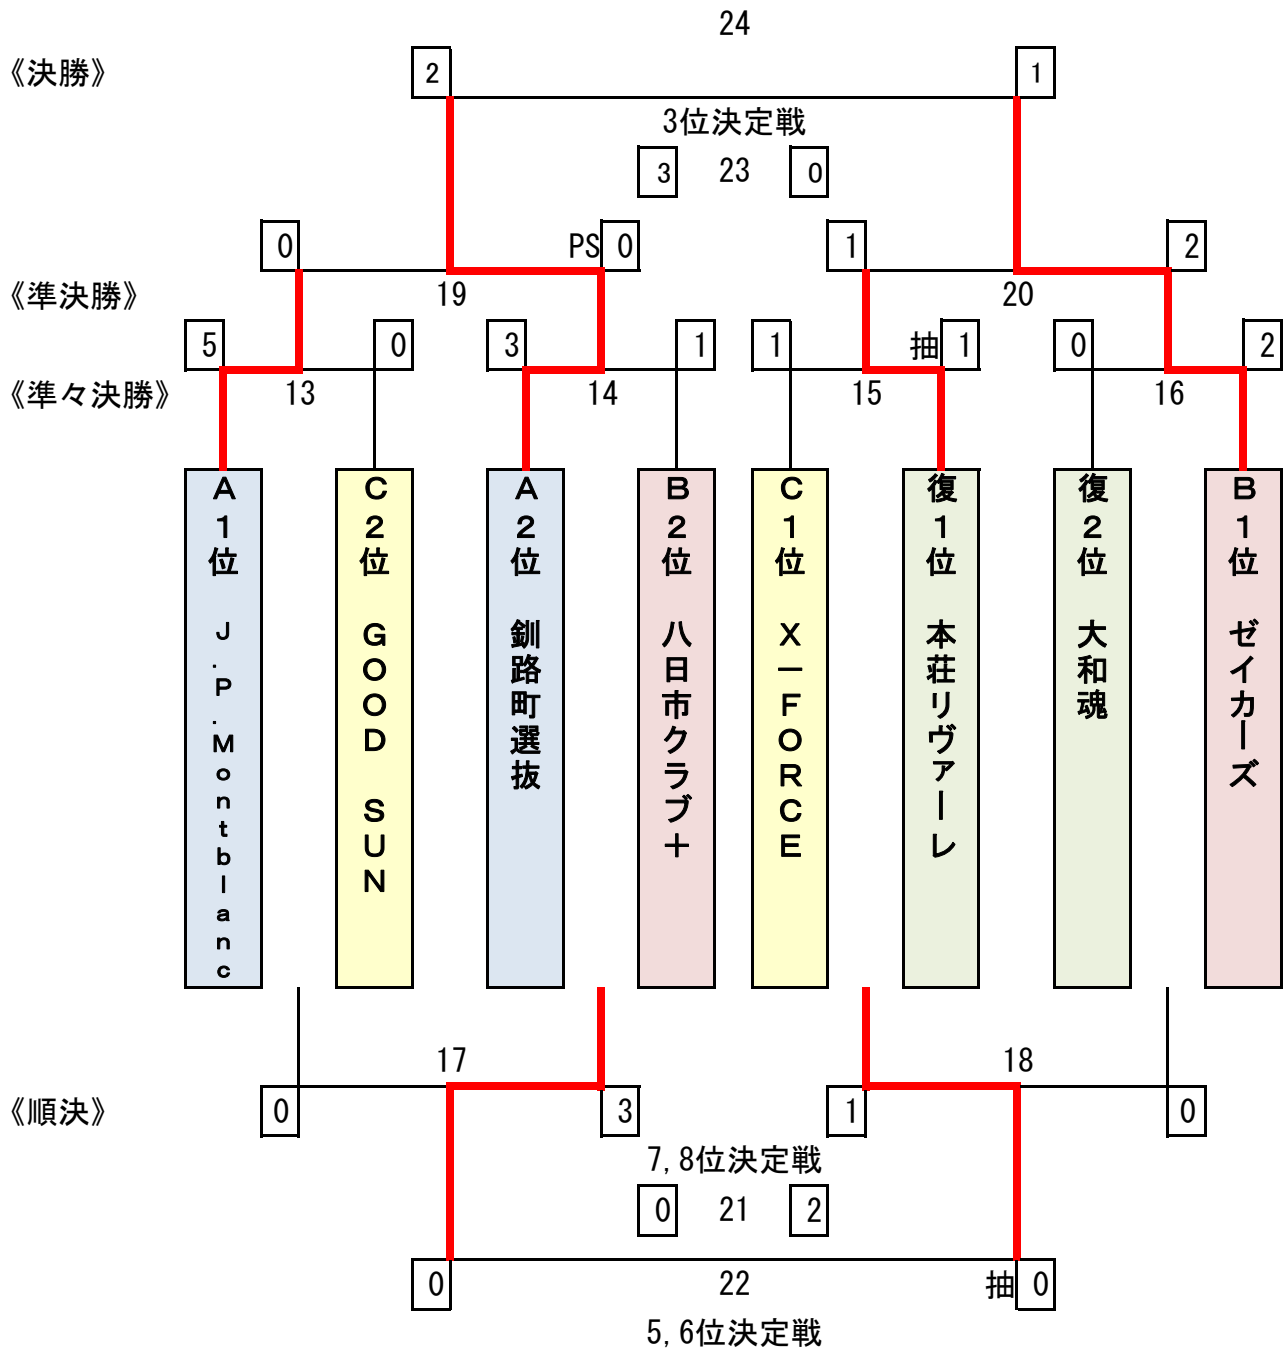 24
《決勝》
2
1
3位決定戦
3
23
0
0
PS
0
1
2
《準決勝》
19
20
5
0
3
1
1
抽
1
0
2
《準々決勝》
13
14
15
16
A1位 J.P.Montblanc
C2位 GOOD SUN
A2位 釧路町選抜
B2位 八日市クラブ＋
C1位 X－FORCE
復1位 本荘リヴァーレ
復2位 大和魂
B1位 ゼイカーズ
17
18
《順決》
0
3
1
0
7,8位決定戦
0
21
2
0
22
抽
0
5,6位決定戦